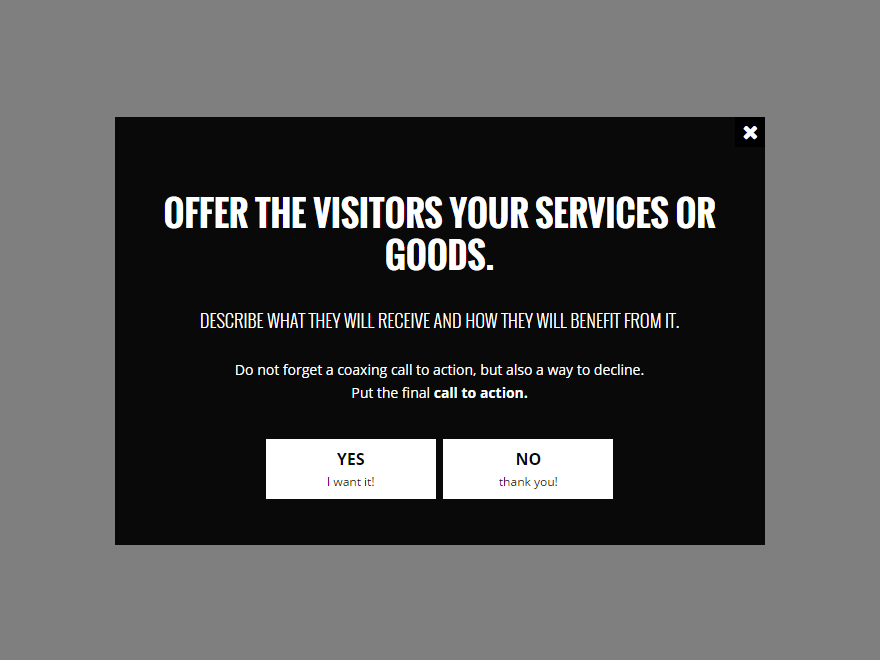 OFFER THE VISITORS YOUR SERVICES OR
GOODS.
DESCRIBE WHAT THEY WILL RECEIVE AND HOW THEY WILL BENEFIT FROM IT.
Do not forget a coaxing call to action, but also a way to decline.
Put the final call to action.
YES
I want it!
NO
thank you!